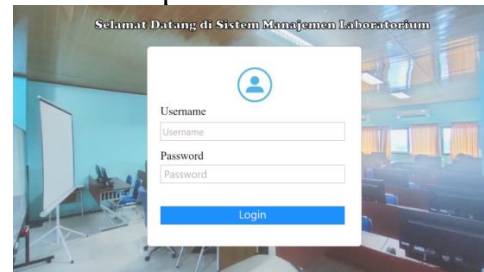 Selamat Datang di Sistem Manajemen Laboratorium
Username
Username
Password
Password
Login